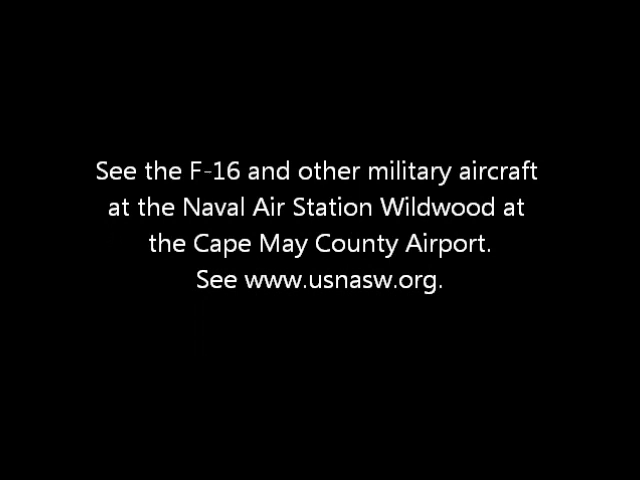 See the F-16 and other military aircraft
at the Naval Air Station Wildwood at
the Cape May County Airport.
See www.usnasw.org.